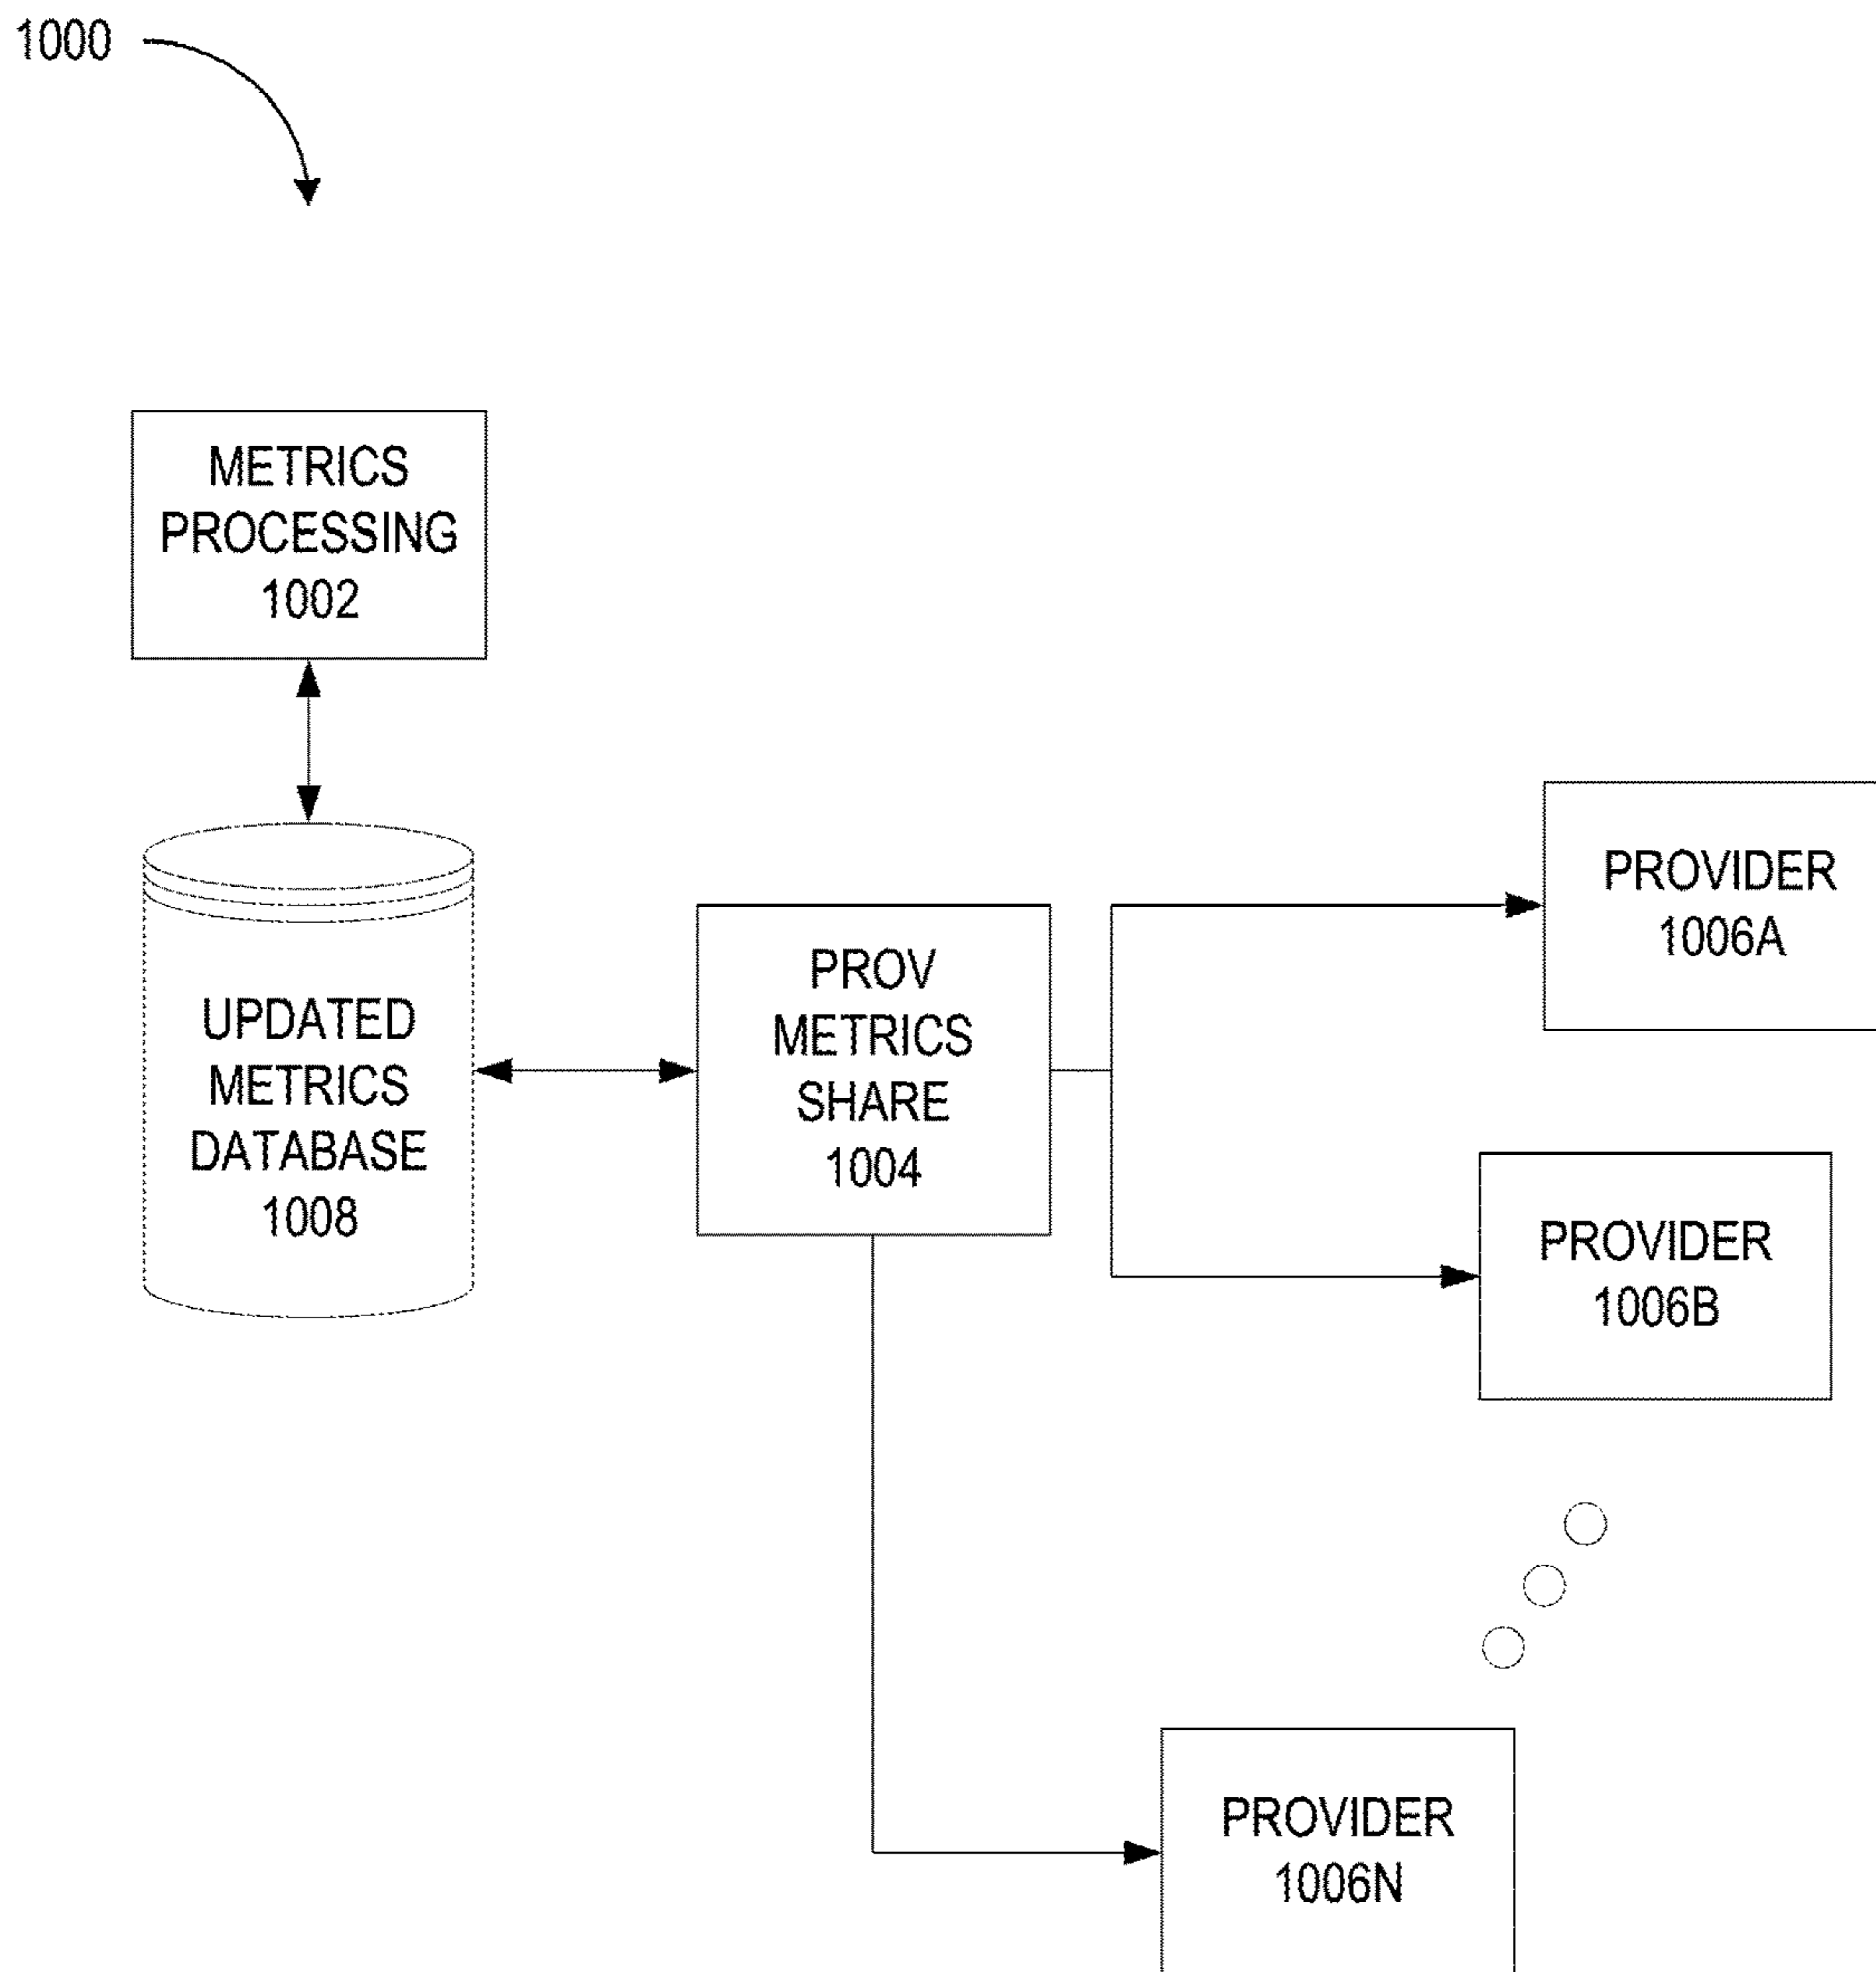 1000
METRICS
PROCESSING
1002
UPDATED
METRICS
DATABASE
1008
PROV
METRICS
SHARE
1004
PROVIDER
1006A
PROVIDER
1006B
PROVIDER
1006N